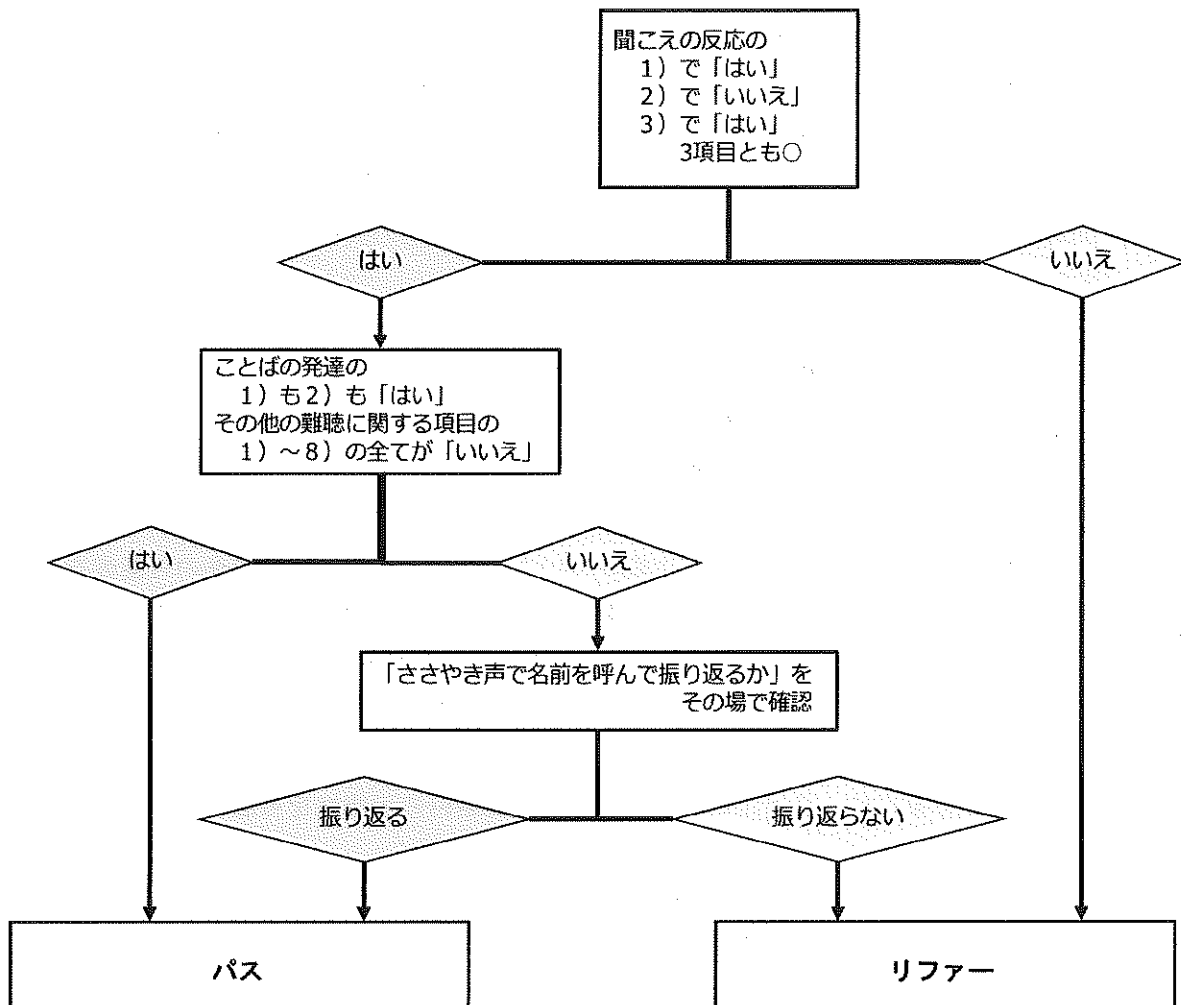 聞こえの反応の
1）で「はい」
2）で「いいえ」
3）で「はい」
3項目とも○
はい
いいえ
ことばの発達の
1）も2）も「はい」
その他の難聴に関する項目の
1）～8）の全てが「いいえ」
はい
いいえ
「ささやき声で名前を呼んで振り返るか」を
その場で確認
振り返る
振り返らない
パス
リファー